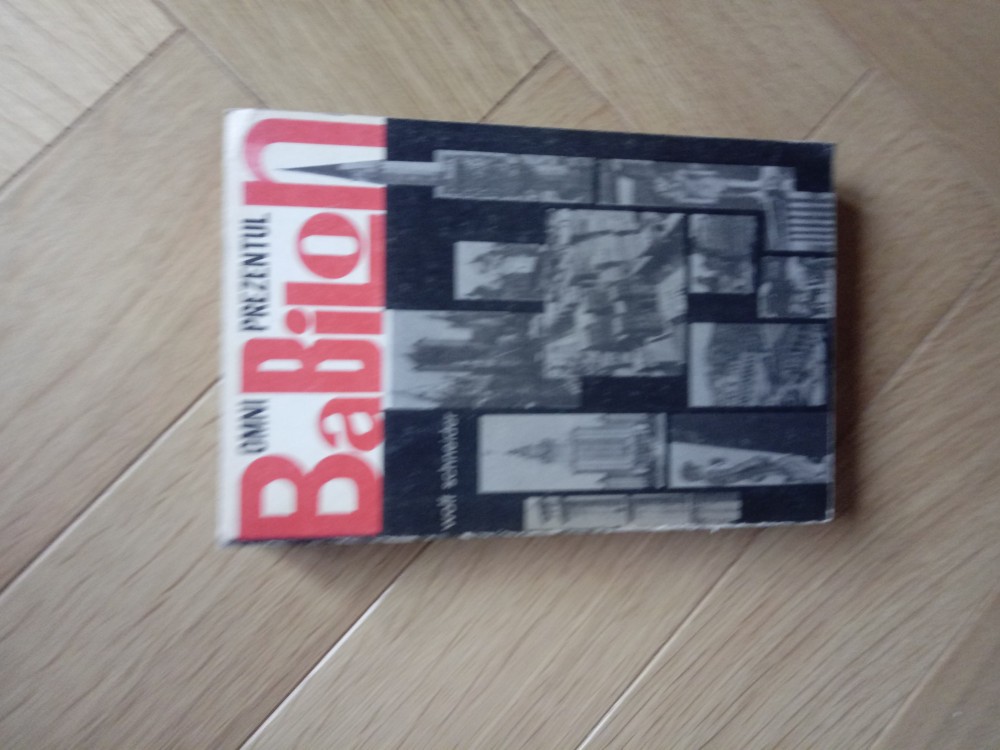 OMNI PREZENTUL
BaBilon
wolf schneider